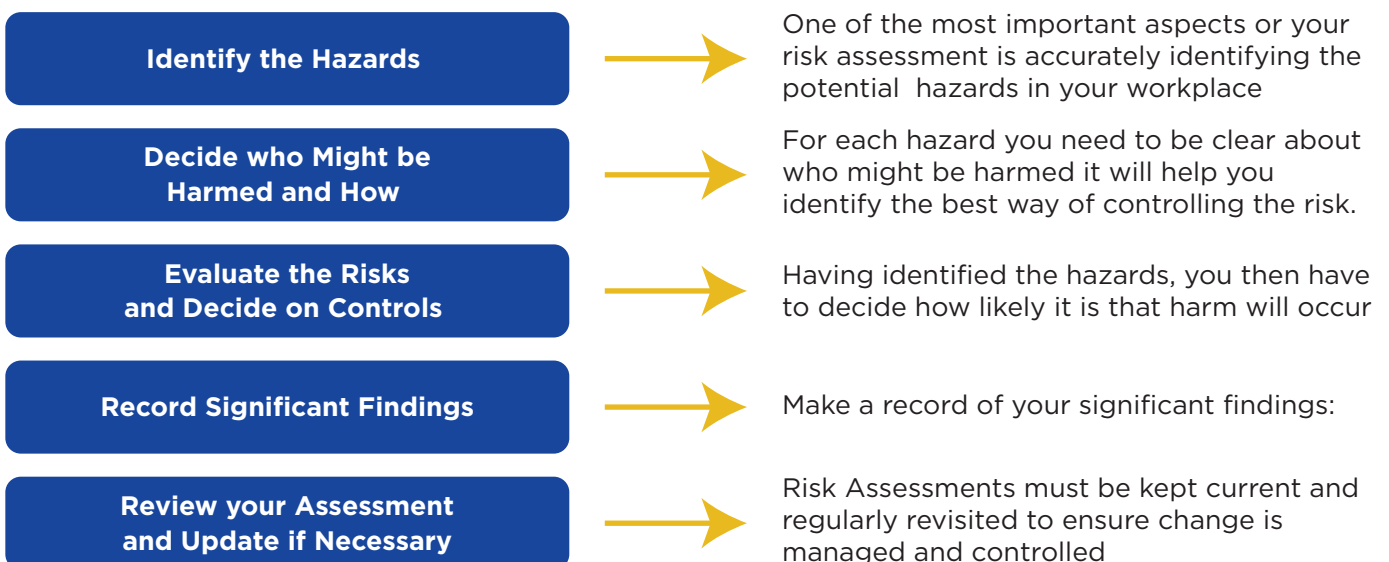 Identify the Hazards
One of the most important aspects or your
risk assessment is accurately identifying the
potential  hazards in your workplace
Decide who Might be
Harmed and How
For each hazard you need to be clear about
who might be harmed it will help you
identify the best way of controlling the risk.
Evaluate the Risks
and Decide on Controls
Having identified the hazards, you then have
to decide how likely it is that harm will occur
Record Significant Findings
Make a record of your significant findings:
Review your Assessment
and Update if Necessary
Risk Assessments must be kept current and
regularly revisited to ensure change is
managed and controlled